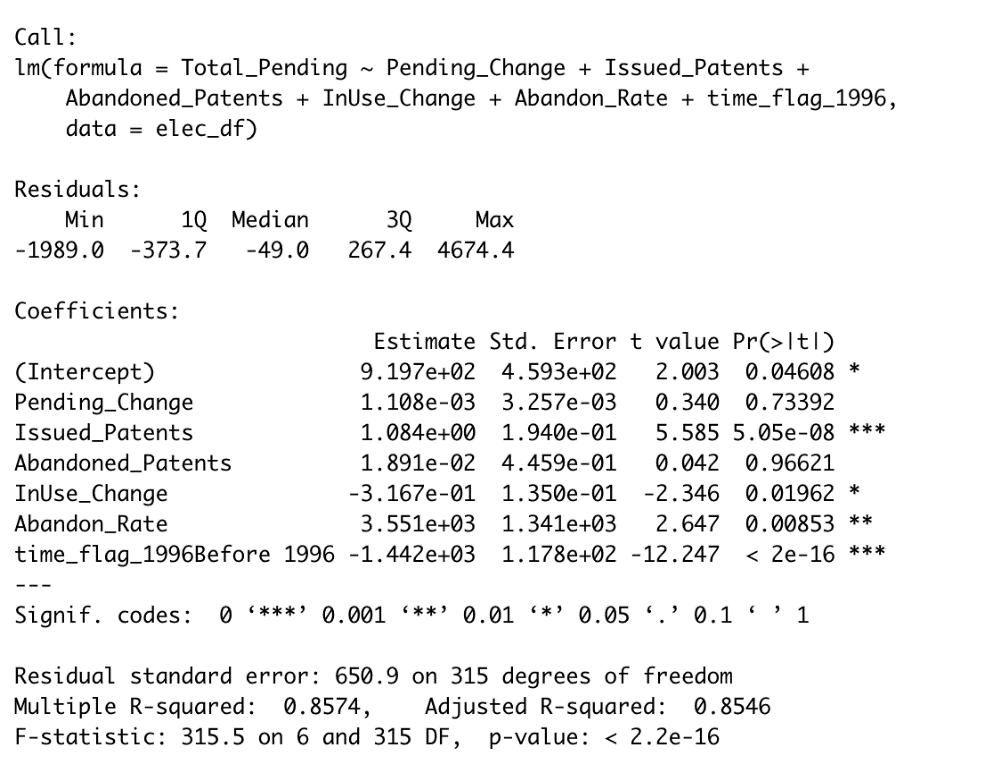 Call:
lm(formula = Total_Pending ~ Pending_Change + Issued_Patents +
    Abandoned_Patents + InUse_Change + Abandon_Rate + time_flag_1996,
    data = elec_df)
Residuals:
    Min      1Q  Median      3Q     Max
-1989.0  -373.7   -49.0   267.4  4674.4
Coefficients:
                            Estimate Std. Error t value Pr(>|t|)
(Intercept)                9.197e+02  4.593e+02   2.003  0.04608 *
Pending_Change             1.108e-03  3.257e-03   0.340  0.73392
Issued_Patents             1.084e+00  1.940e-01   5.585 5.05e-08 ***
Abandoned_Patents          1.891e-02  4.459e-01   0.042  0.96621
InUse_Change              -3.167e-01  1.350e-01  -2.346  0.01962 *
Abandon_Rate               3.551e+03  1.341e+03   2.647  0.00853 **
time_flag_1996Before 1996 -1.442e+03  1.178e+02 -12.247  < 2e-16 ***
---
Signif. codes:  0 ‘***’ 0.001 ‘**’ 0.01 ‘*’ 0.05 ‘.’ 0.1 ‘ ’ 1
Residual standard error: 650.9 on 315 degrees of freedom
Multiple R-squared:  0.8574,    Adjusted R-squared:  0.8546
F-statistic: 315.5 on 6 and 315 DF,  p-value: < 2.2e-16